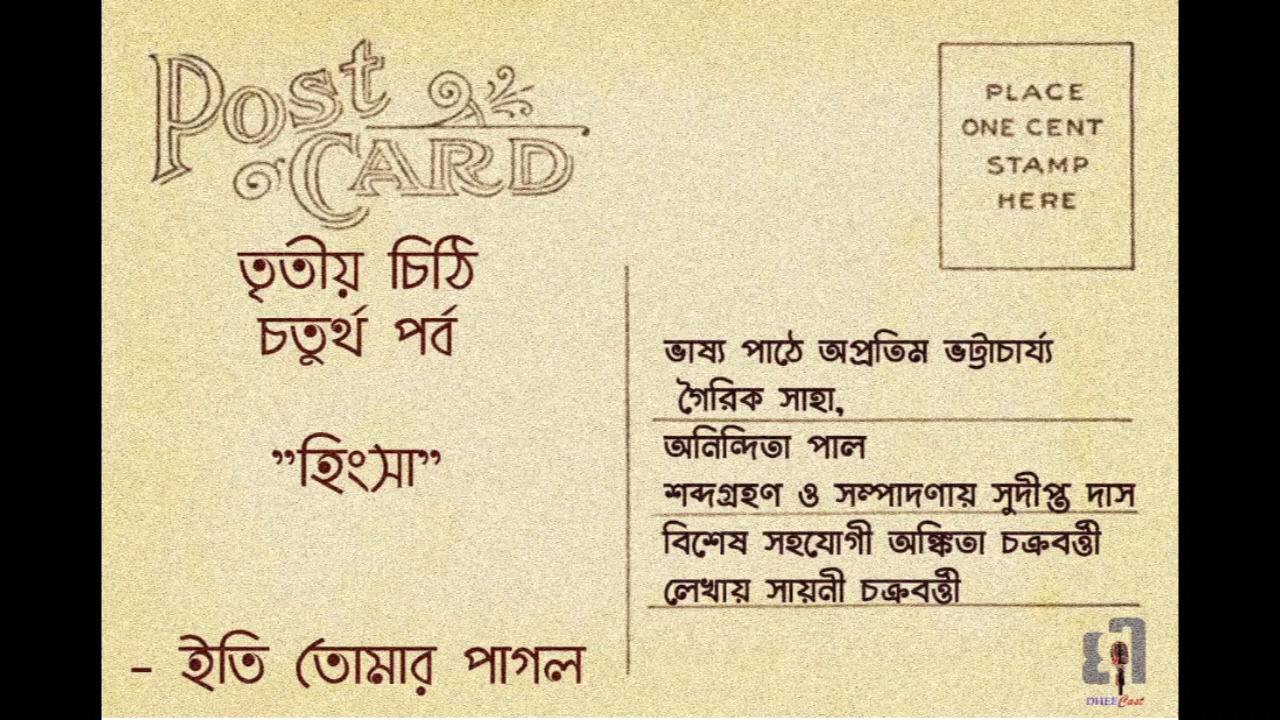 Post
CARD
PLACE
ONE CENT
STAMP
HERE
তৃতীয় চিঠি
চতুর্থ পর্ব
”হিংসা”
– ইতি তোমার পাগল
ভাষ্য পাঠে অপ্রতিম ভট্টাচার্য্য
গৈরিক সাহা,
অনিন্দিতা পাল
শব্দগ্রহণ ও সম্পাদণায় সুদীপ্ত দাস
বিশেষ সহযোগী অঙ্কিতা চক্রবর্ত্তী
লেখায় সায়নী চক্রবর্ত্তী
ধী
DHEECast